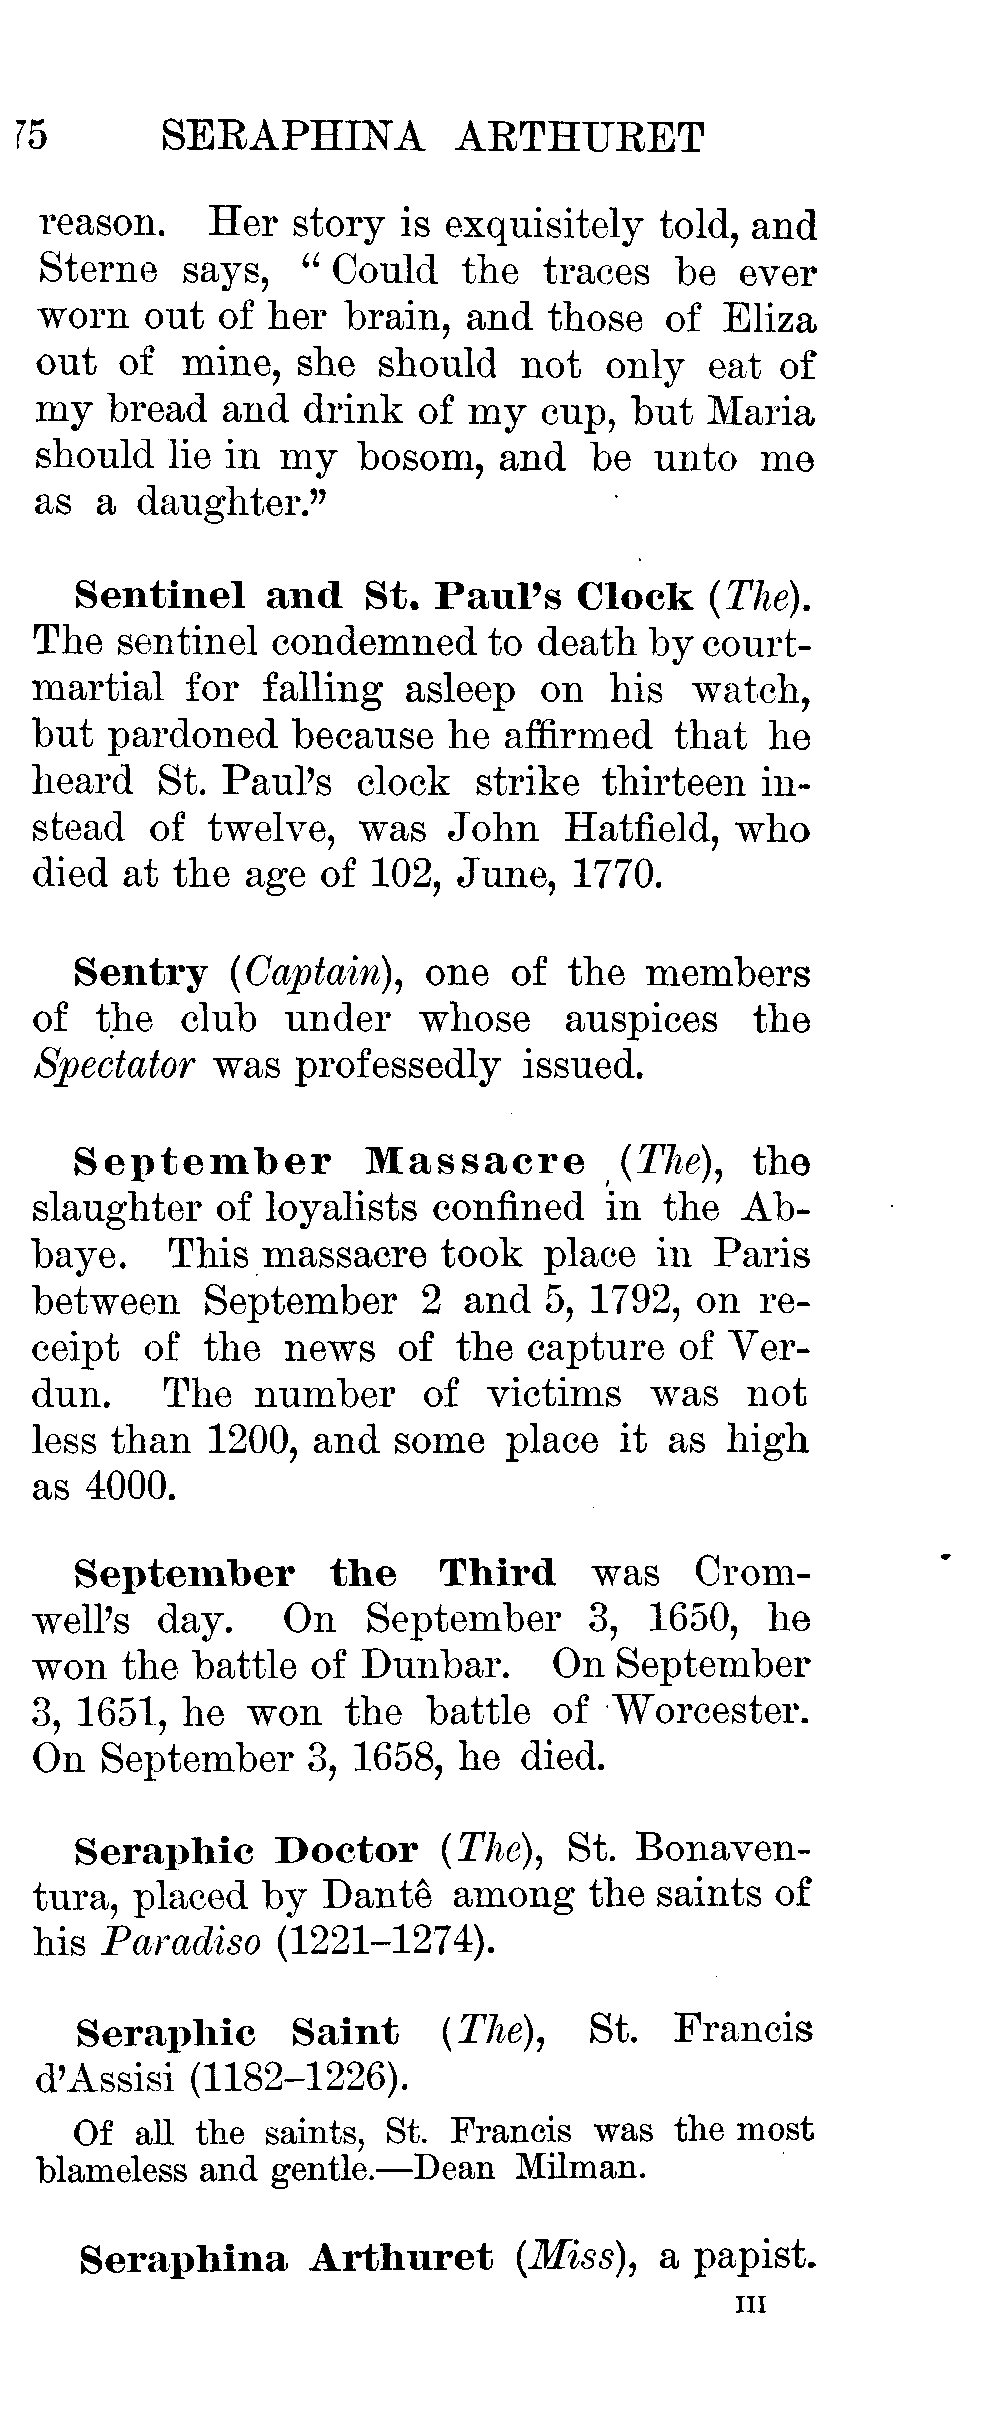 75 SERAPHINA ARTHURET
reason. Her story is exquisitely told, and
Sterne says, “Could the traces be ever
worn out of her brain, and those of Eliza
out of mine, she should not only eat of
my bread and drink of my cup, but Maria
should lie in my bosom, and be unto me
as a daughter.”
Sentinel and St. Paul’s Clock (The).
The sentinel condemned to death by court-
martial for falling asleep on his watch,
but pardoned because he affirmed that he
heard St. Paul’s clock strike thirteen in-
stead of twelve, was John Hatfield, who
died at the age of 102, June, 1770.
Sentry (Captain), one of the members
of the club under whose auspices the
Spectator was professedly issued.
September Massacre (The), the
slaughter of loyalists confined in the Ab-
baye. This massacre took place in Paris
between September 2 and 5, 1792, on re-
ceipt of the news of the capture of Ver-
dun. The number of victims was not
less than 1200, and some place it as high
as 4000.
September the Third was Crom-
well’s day. On September 3, 1650, he
won the battle of Dunbar. On September
3, 1651, he won the battle of Worcester.
On September 3, 1658, he died.
Seraphic Doctor (The), St. Bonaven-
tura, placed by Dantê among the saints of
his Paradiso (1221–1274).
Seraphic Saint (The), St. Francis
d’Assisi (1182–1226).
Of all the saints, St. Francis was the most
blameless and gentle.—Dean Milman.
Seraphina Arthuret (Miss), a papist.
III